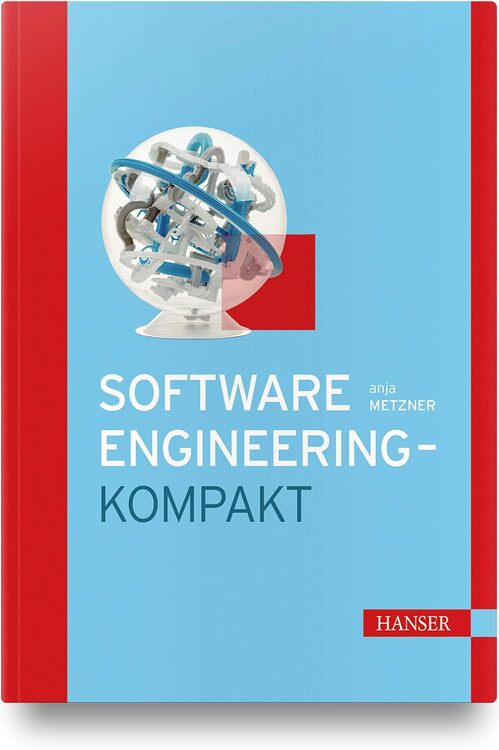 SOFTWARE
anja
METZNER
ENGINEERING–
KOMPAKT
HANSER